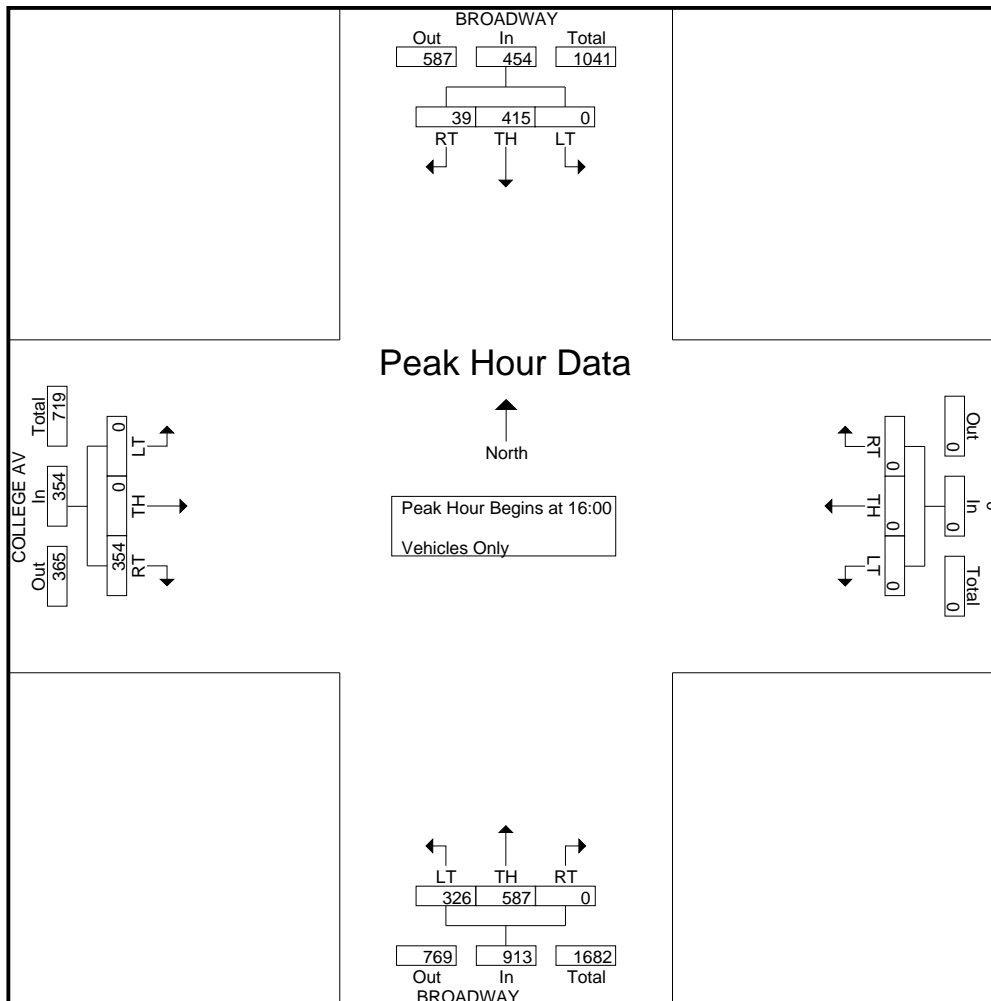 BROADWAY
Out In Total
587 454 1041
39 415 0
RT TH LT
Peak Hour Data
North
Peak Hour Begins at 16:00
Vehicles Only
COLLEGE AV
Out In Total
365 354 719
RT TH LT
354 0 0
Out In Total
0 0 0
RT TH LT
0 0 0
LT TH RT
326 587 0
769 913 1682
Out In Total
BROADWAY